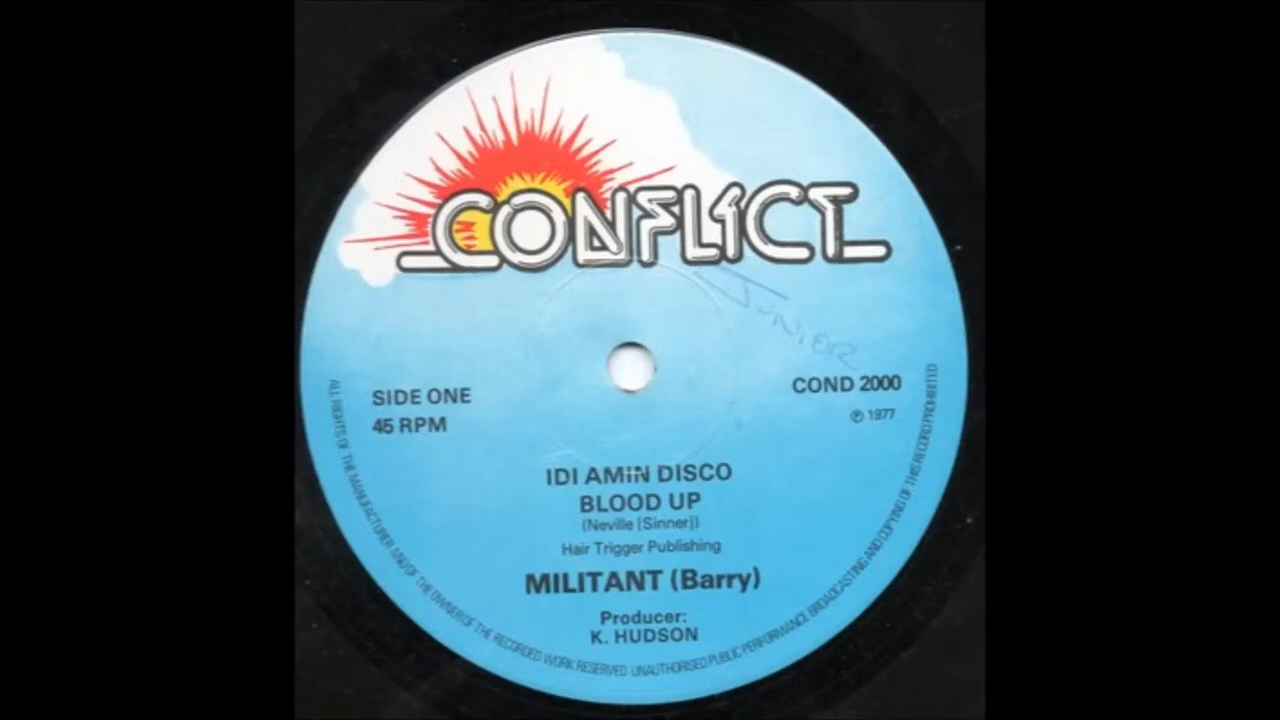 CONFLICT
JUNIOR
SIDE ONE
45 RPM
COND 2000
℗ 1977
IDI AMIN DISCO
BLOOD UP
(Neville [Sinner])
Hair Trigger Publishing
MILITANT (Barry)
Producer:
K. HUDSON
ALL RIGHTS OF THE MANUFACTURER AND OF THE OWNER OF THE RECORDED WORK RESERVED UNAUTHORISED PUBLIC PERFORMANCE BROADCASTING AND COPYING OF THIS RECORD PROHIBITED